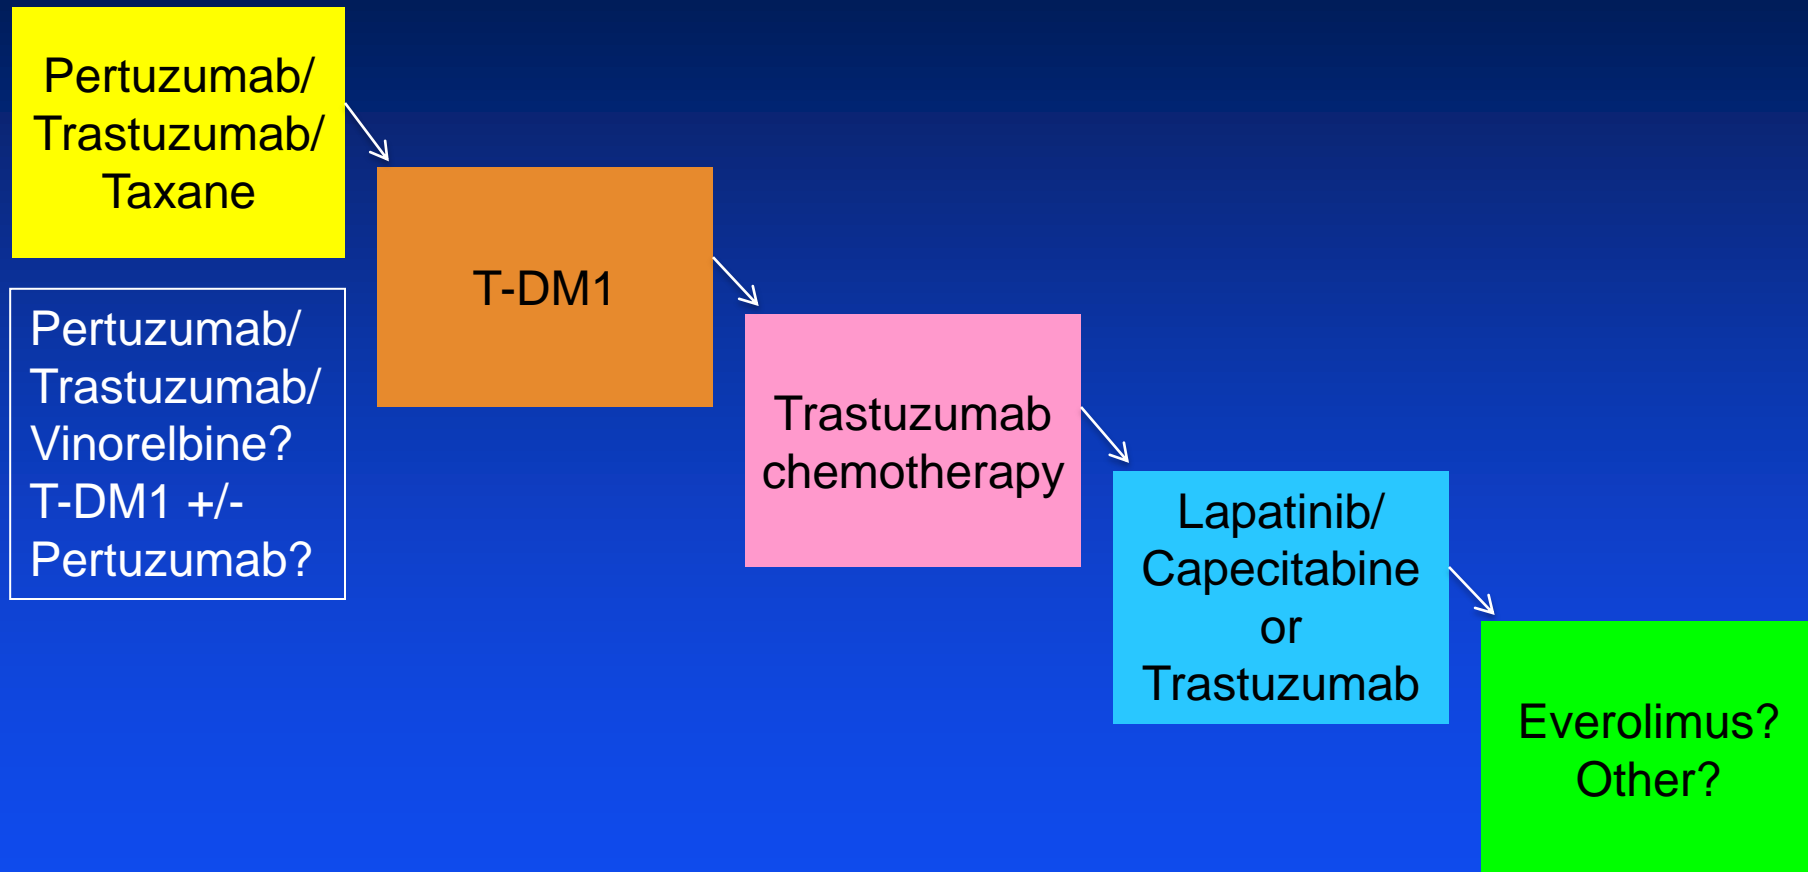 Pertuzumab/
Trastuzumab/
Taxane
Pertuzumab/
Trastuzumab/
Vinorelbine?
T-DM1 +/-
Pertuzumab?
T-DM1
Trastuzumab
chemotherapy
Lapatinib/
Capecitabine
or
Trastuzumab
Everolimus?
Other?